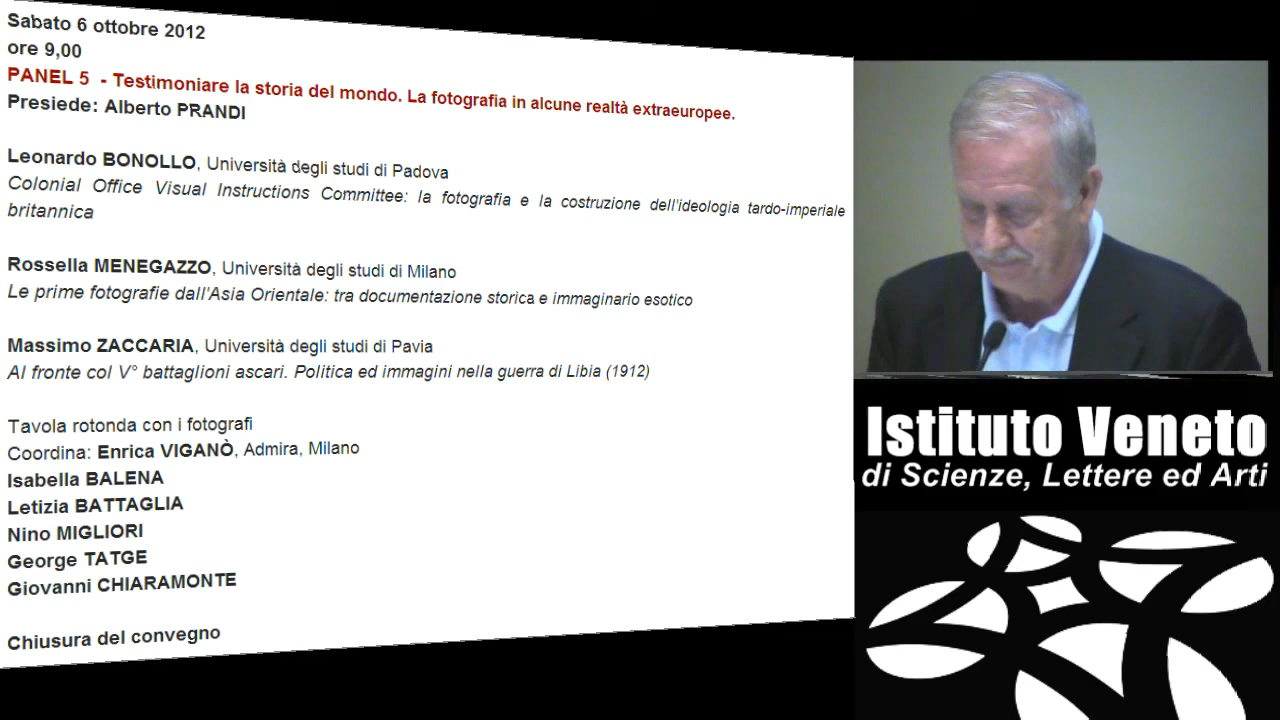 Sabato 6 ottobre 2012
ore 9,00
PANEL 5 - Testimoniare la storia del mondo. La fotografia in alcune realtà extraeuropee.
Presiede: Alberto PRANDI
Leonardo BONOLLO, Università degli studi di Padova
Colonial Office Visual Instructions Committee: la fotografia e la costruzione dell'ideologia tardo-imperiale
britannica
Rossella MENEGAZZO, Università degli studi di Milano
Le prime fotografie dall'Asia Orientale: tra documentazione storica e immaginario esotico
Massimo ZACCARIA, Università degli studi di Pavia
Al fronte col V° battaglioni ascari. Politica ed immagini nella guerra di Libia (1912)
Tavola rotonda con i fotografi
Coordina: Enrica VIGANÒ, Admira, Milano
Isabella BALENA
Letizia BATTAGLIA
Nino MIGLIORI
George TATGE
Giovanni CHIARAMONTE
Chiusura del convegno
Istituto Veneto
di Scienze, Lettere ed Arti